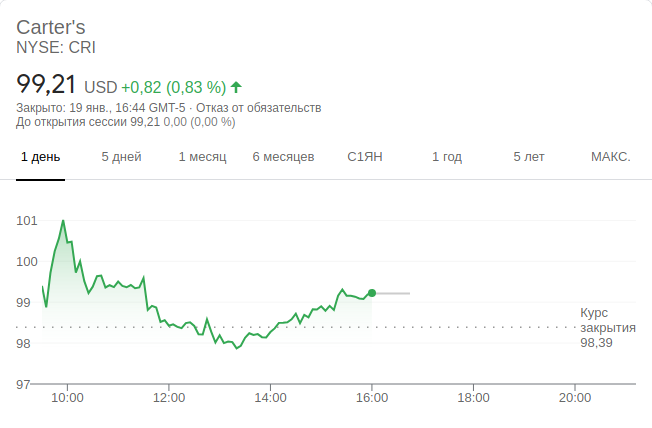 Carter's
NYSE: CRI
99,21 USD +0,82 (0,83 %)
Закрыто: 19 янв., 16:44 GMT-5 · Отказ от обязательств
До открытия сессии 99,21 0,00 (0,00 %)
1 день 5 дней 1 месяц 6 месяцев С1ЯН 1 год 5 лет МАКС.
101
100
99
98
97
Курс
закрытия
98,39
10:00 12:00 14:00 16:00 18:00 20:00